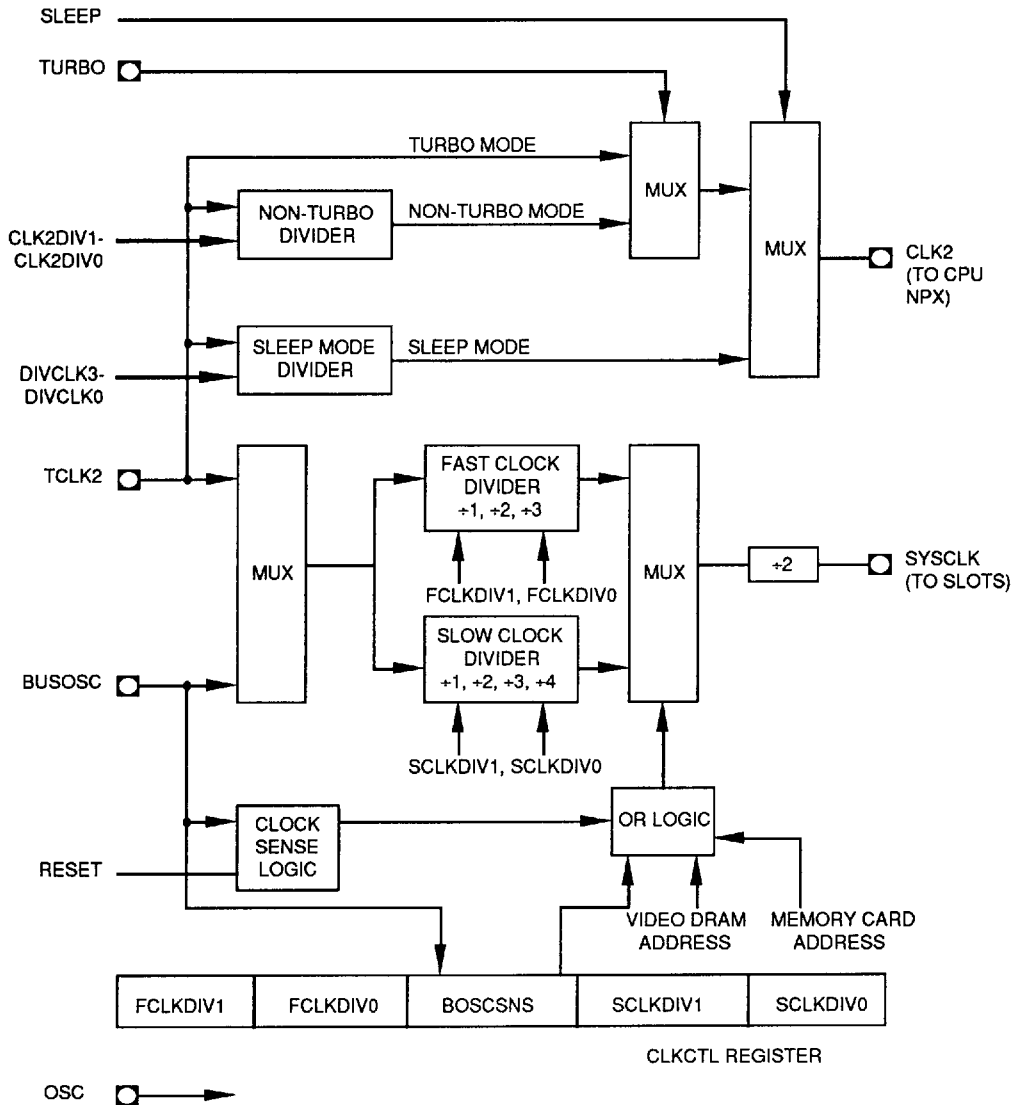 SLEEP
TURBO
TURBO MODE
MUX
NON-TURBO
DIVIDER
NON-TURBO MODE
CLK2DIV1-
CLK2DIV0
MUX
CLK2
(TO CPU
NPX)
SLEEP MODE
DIVIDER
SLEEP MODE
DIVCLK3-
DIVCLK0
TCLK2
FAST CLOCK
DIVIDER
÷1, ÷2, ÷3
MUX
FCLKDIV1, FCLKDIV0
MUX
÷2
SYSCLK
(TO SLOTS)
SLOW CLOCK
DIVIDER
÷1, ÷2, ÷3, ÷4
BUSOSC
SCLKDIV1, SCLKDIV0
CLOCK
SENSE
LOGIC
OR LOGIC
RESET
VIDEO DRAM
ADDRESS
MEMORY CARD
ADDRESS
FCLKDIV1
FCLKDIV0
BOSCSNS
SCLKDIV1
SCLKDIV0
CLKCTL REGISTER
OSC